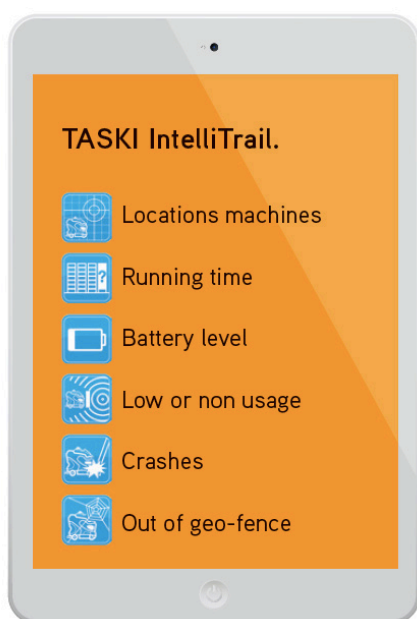 TASKI IntelliTrail.
Locations machines
?
Running time
Battery level
Low or non usage
Crashes
Out of geo-fence